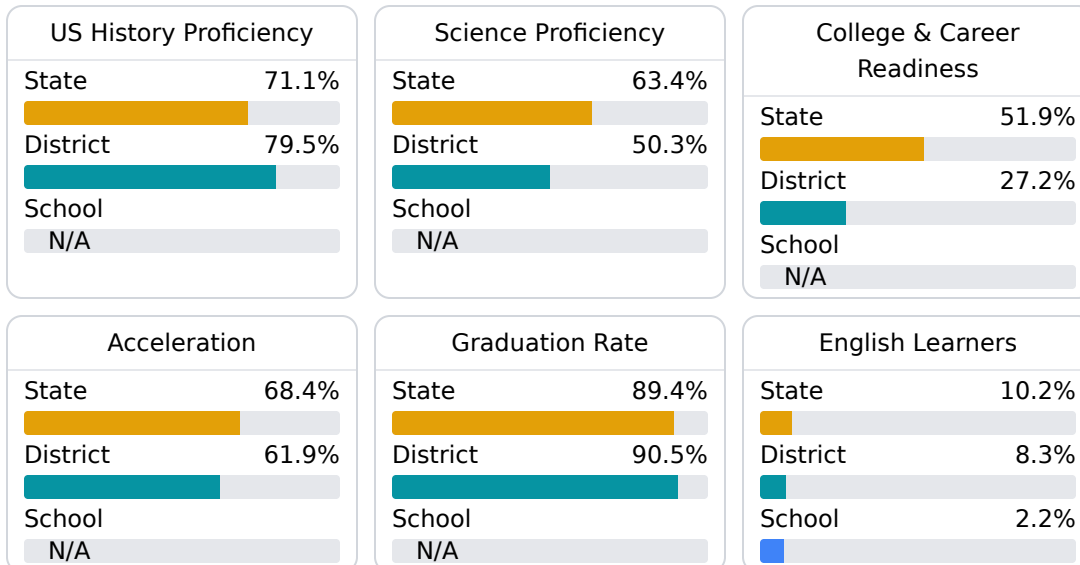 US History Proficiency
State 71.1%
District 79.5%
School
N/A
Science Proficiency
State 63.4%
District 50.3%
School
N/A
College & Career
Readiness
State 51.9%
District 27.2%
School
N/A
Acceleration
State 68.4%
District 61.9%
School
N/A
Graduation Rate
State 89.4%
District 90.5%
School
N/A
English Learners
State 10.2%
District 8.3%
School 2.2%